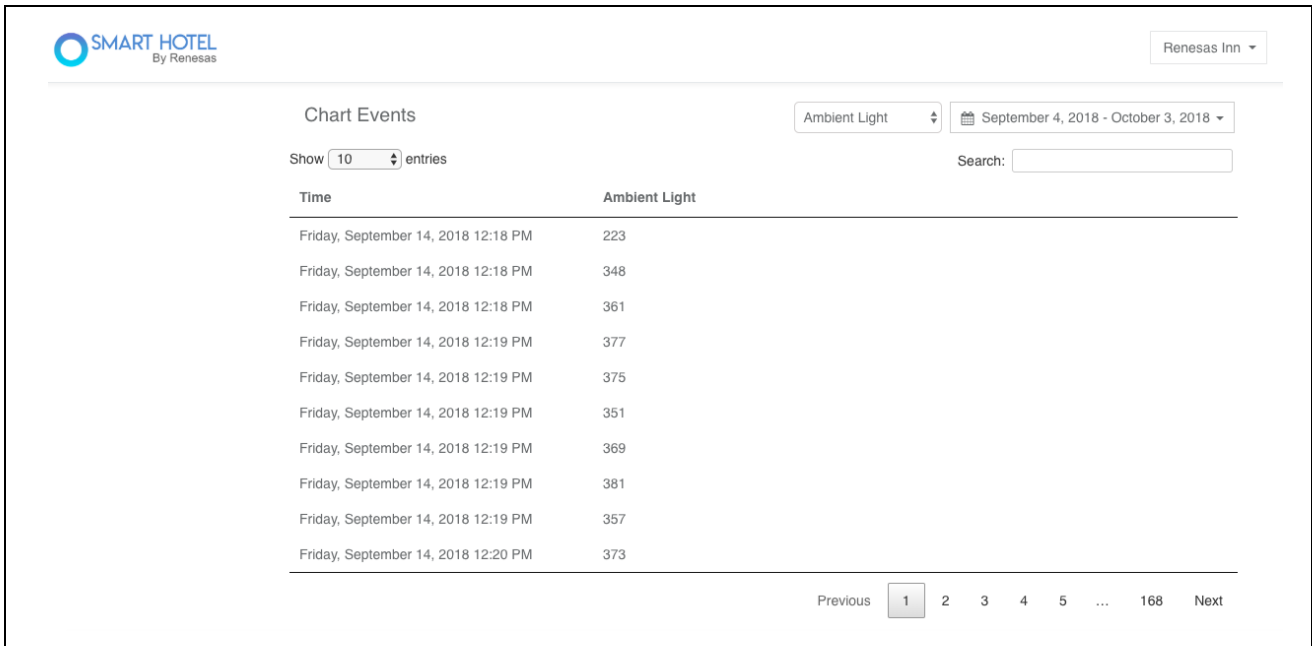 SMART HOTEL
By Renesas
Renesas Inn
Chart Events
Ambient Light
September 4, 2018 - October 3, 2018
Show 10 entries
Search:
Time Ambient Light
Friday, September 14, 2018 12:18 PM 223
Friday, September 14, 2018 12:18 PM 348
Friday, September 14, 2018 12:18 PM 361
Friday, September 14, 2018 12:19 PM 377
Friday, September 14, 2018 12:19 PM 375
Friday, September 14, 2018 12:19 PM 351
Friday, September 14, 2018 12:19 PM 369
Friday, September 14, 2018 12:19 PM 381
Friday, September 14, 2018 12:19 PM 357
Friday, September 14, 2018 12:20 PM 373
Previous 1 2 3 4 5 ... 168 Next